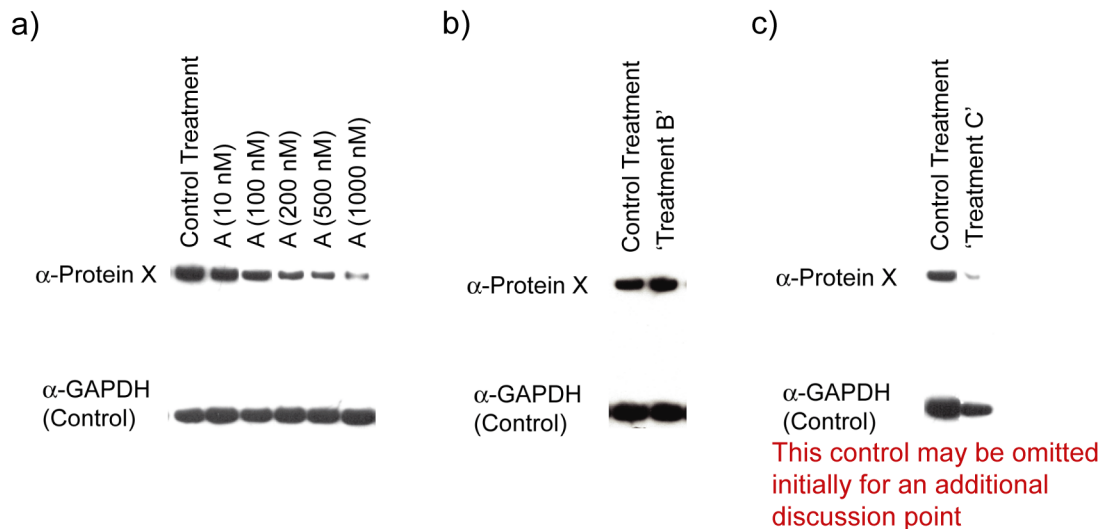 a)
Control Treatment
A (10 nM)
A (100 nM)
A (200 nM)
A (500 nM)
A (1000 nM)
α-Protein X
α-GAPDH
(Control)
b)
Control Treatment
‘Treatment B’
α-Protein X
α-GAPDH
(Control)
c)
Control Treatment
‘Treatment C’
α-Protein X
α-GAPDH
(Control)
This control may be omitted
initially for an additional
discussion point